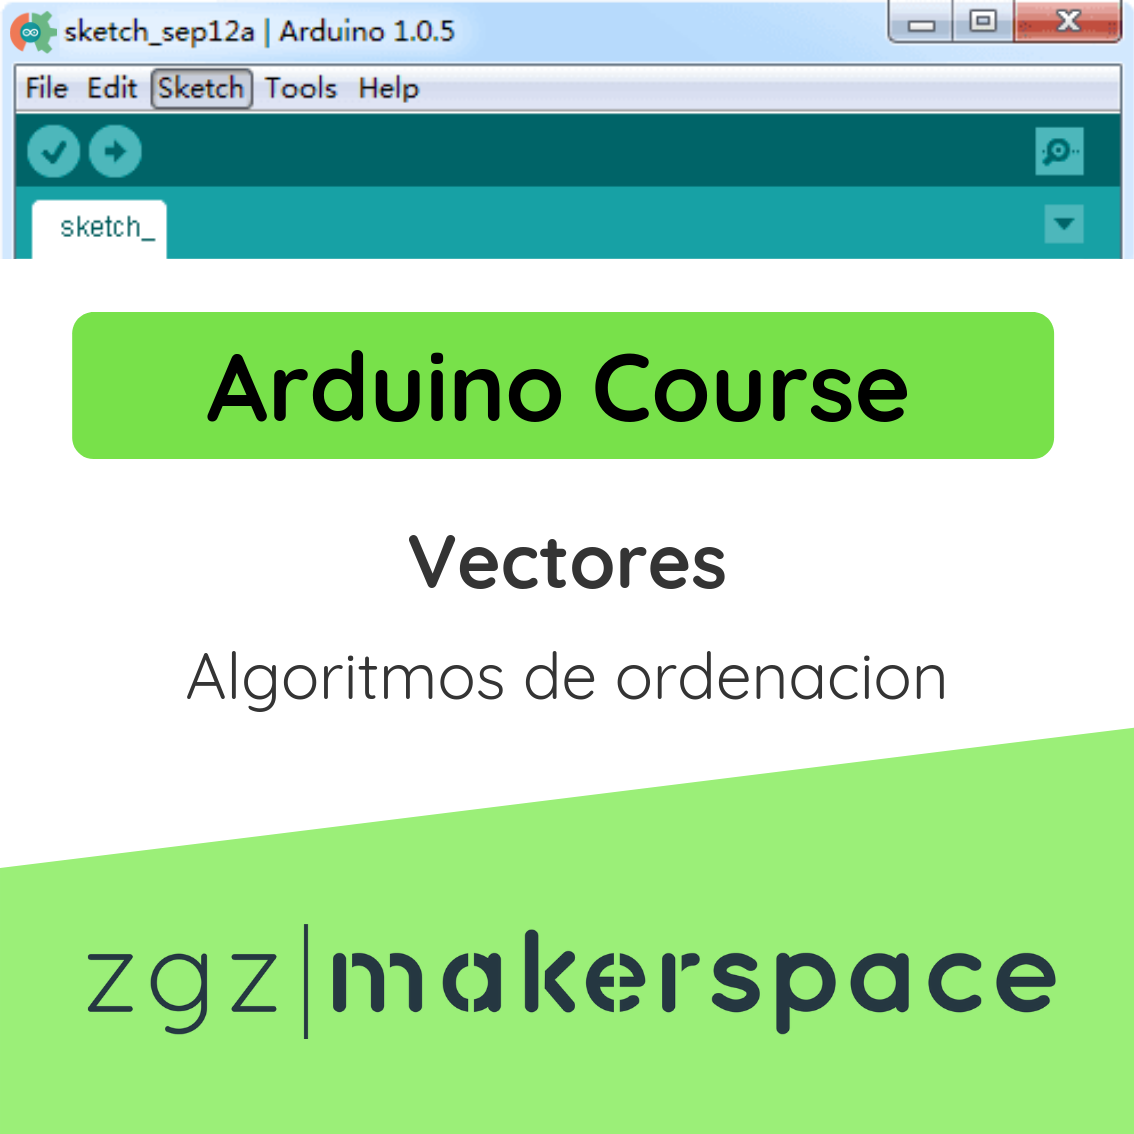 sketch_sep12a | Arduino 1.0.5
File Edit Sketch Tools Help
sketch_
Arduino Course
Vectores
Algoritmos de ordenacion
zgz|makerspace